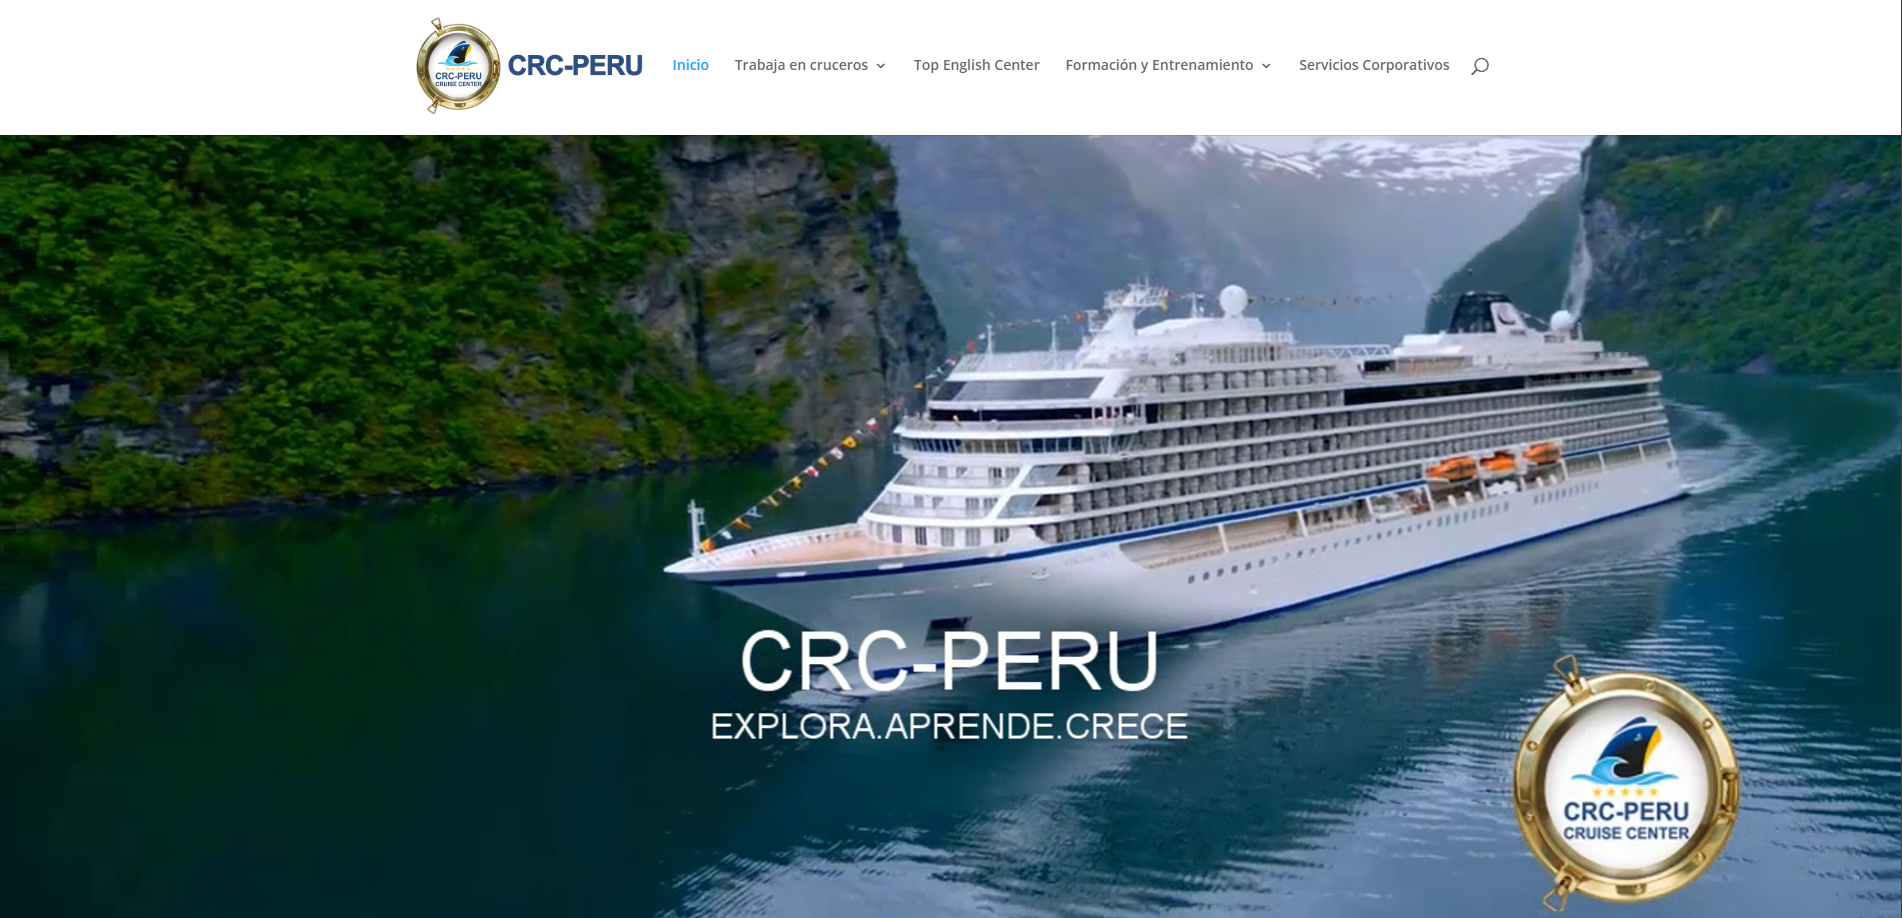 CRC-PERU
CRUISE CENTER
CRC-PERU
Inicio
Trabaja en cruceros
Top English Center
Formación y Entrenamiento
Servicios Corporativos
CRC-PERU
EXPLORA.APRENDE.CRECE
CRC-PERU
CRUISE CENTER